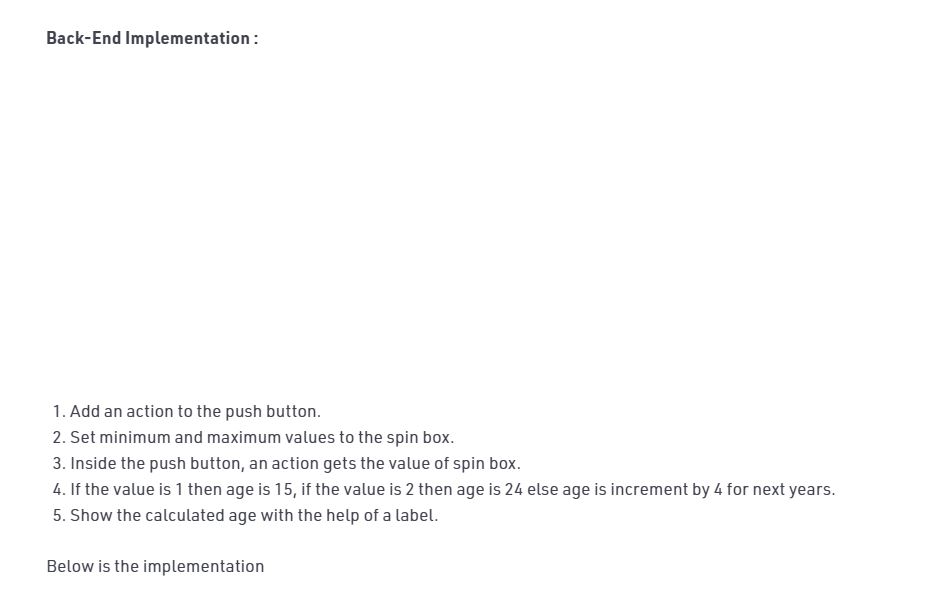 Back-End Implementation :
1. Add an action to the push button.
2. Set minimum and maximum values to the spin box.
3. Inside the push button, an action gets the value of spin box.
4. If the value is 1 then age is 15, if the value is 2 then age is 24 else age is increment by 4 for next years.
5. Show the calculated age with the help of a label.
Below is the implementation